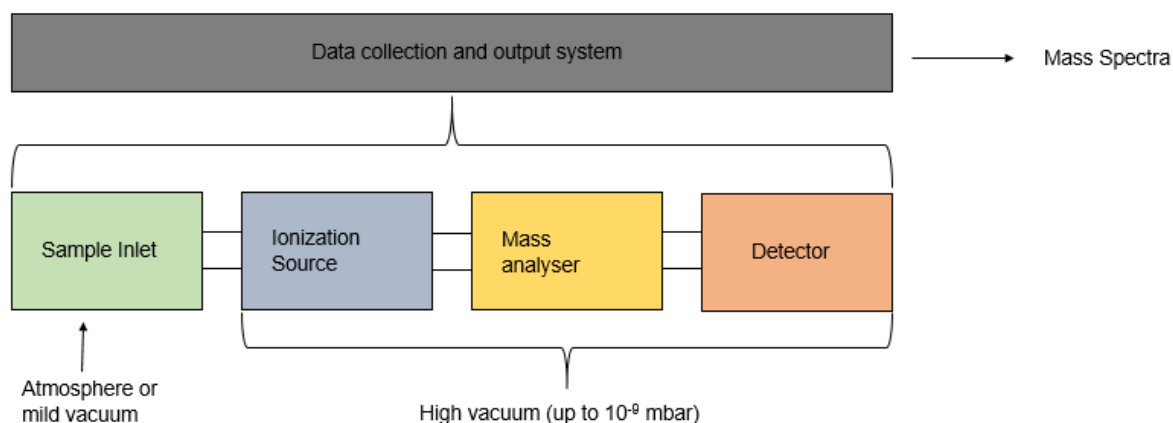 Data collection and output system
Mass Spectra
Sample Inlet
Ionization
Source
Mass
analyser
Detector
Atmosphere or
mild vacuum
High vacuum (up to 10⁻⁹ mbar)